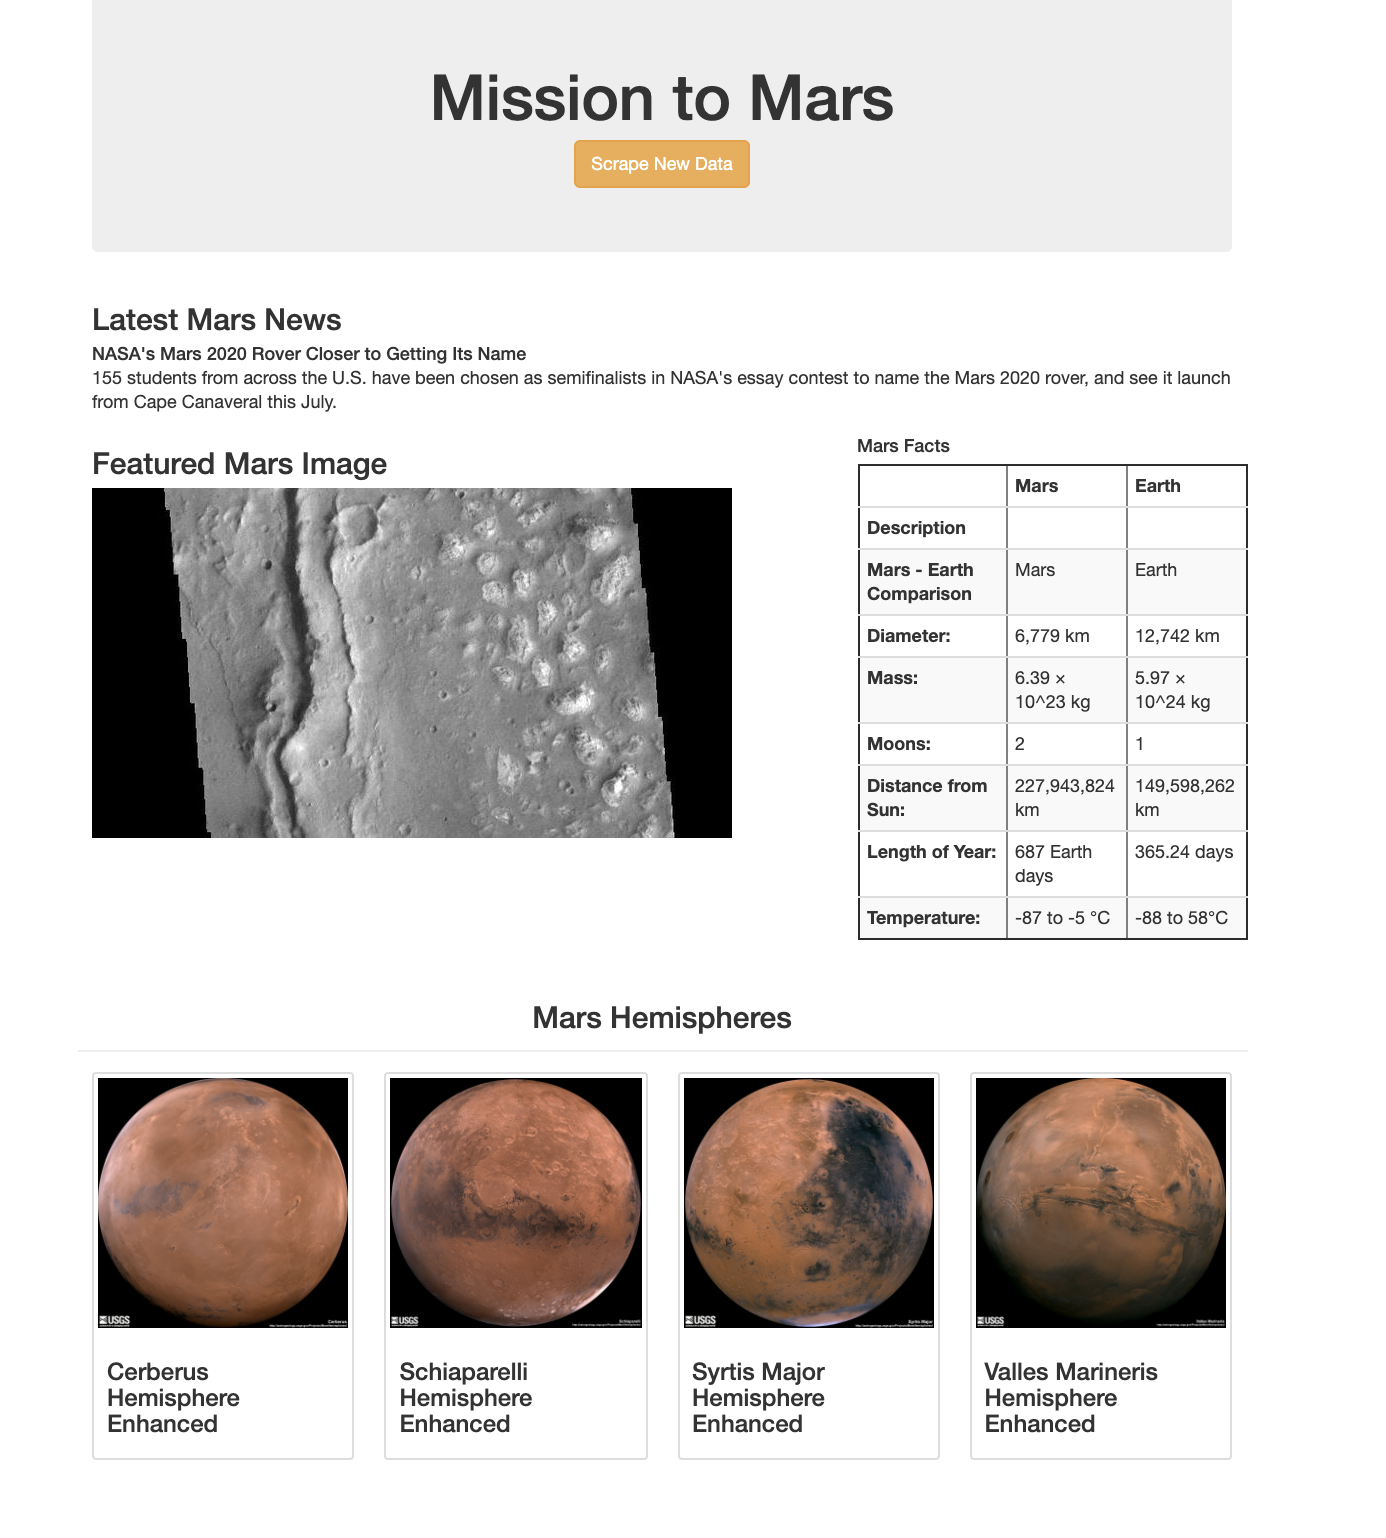 Mission to Mars
Scrape New Data
Latest Mars News
NASA's Mars 2020 Rover Closer to Getting Its Name
155 students from across the U.S. have been chosen as semifinalists in NASA's essay contest to name the Mars 2020 rover, and see it launch
from Cape Canaveral this July.
Featured Mars Image
Mars Facts
Mars Earth
Description
Mars - Earth Comparison Mars Earth
Diameter: 6,779 km 12,742 km
Mass: 6.39 × 10^23 kg 5.97 × 10^24 kg
Moons: 2 1
Distance from Sun: 227,943,824 km 149,598,262 km
Length of Year: 687 Earth days 365.24 days
Temperature: -87 to -5 °C -88 to 58°C
Mars Hemispheres
USGS
Cerberus
USGS
Schiaparelli
USGS
Syrtis Major
USGS
Valles Marineris
Cerberus
Hemisphere
Enhanced
Schiaparelli
Hemisphere
Enhanced
Syrtis Major
Hemisphere
Enhanced
Valles Marineris
Hemisphere
Enhanced